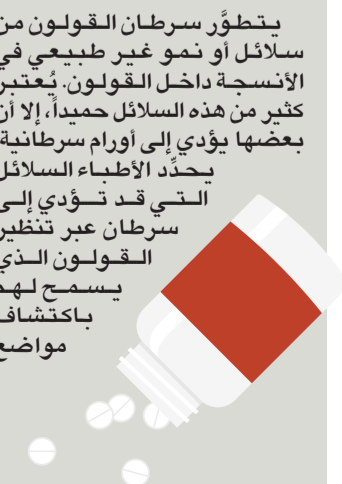 يتطوَّر سرطان القولون من
سلائل أو نمو غير طبيعي في
الأنسجة داخل القولون. يُعتبر
كثير من هذه السلائل حميداً، إلا أن
بعضها يؤدي إلى أورام سرطانية.
يحدِّد الأطباء السلائل
التي قد تؤدي إلى
سرطان عبر تنظير
القولون الذي
يسمح لهم
باكتشاف
مواضع